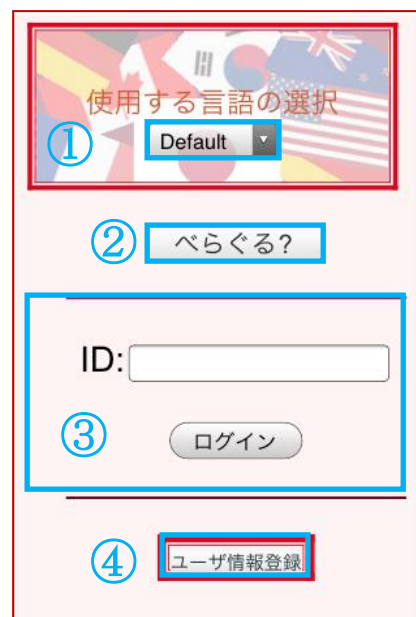 使用する言語の選択
① Default
② べらぐる?
ID:
③ ログイン
④ ユーザ情報登録